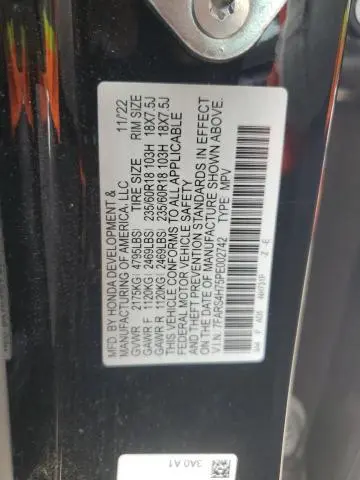 MFD. BY HONDA DEVELOPMENT & 11/22
MANUFACTURING OF AMERICA, LLC.
GVWR 2175KG( 4795LBS) TIRE SIZE RIM SIZE
GAWR F 1120KG( 2469LBS) 235/60R18 103H 18X7.5J
GAWR R 1120KG( 2469LBS) 235/60R18 103H 18X7.5J
THIS VEHICLE CONFORMS TO ALL APPLICABLE
FEDERAL MOTOR VEHICLE SAFETY
AND THEFT PREVENTION STANDARDS IN EFFECT
ON THE DATE OF MANUFACTURE SHOWN ABOVE.
V.I.N. 7FARS4H75PE002742 TYPE MPV
3A0 A1